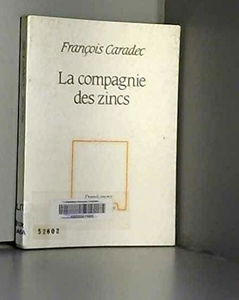 François Caradec
La compagnie
des zincs
52602